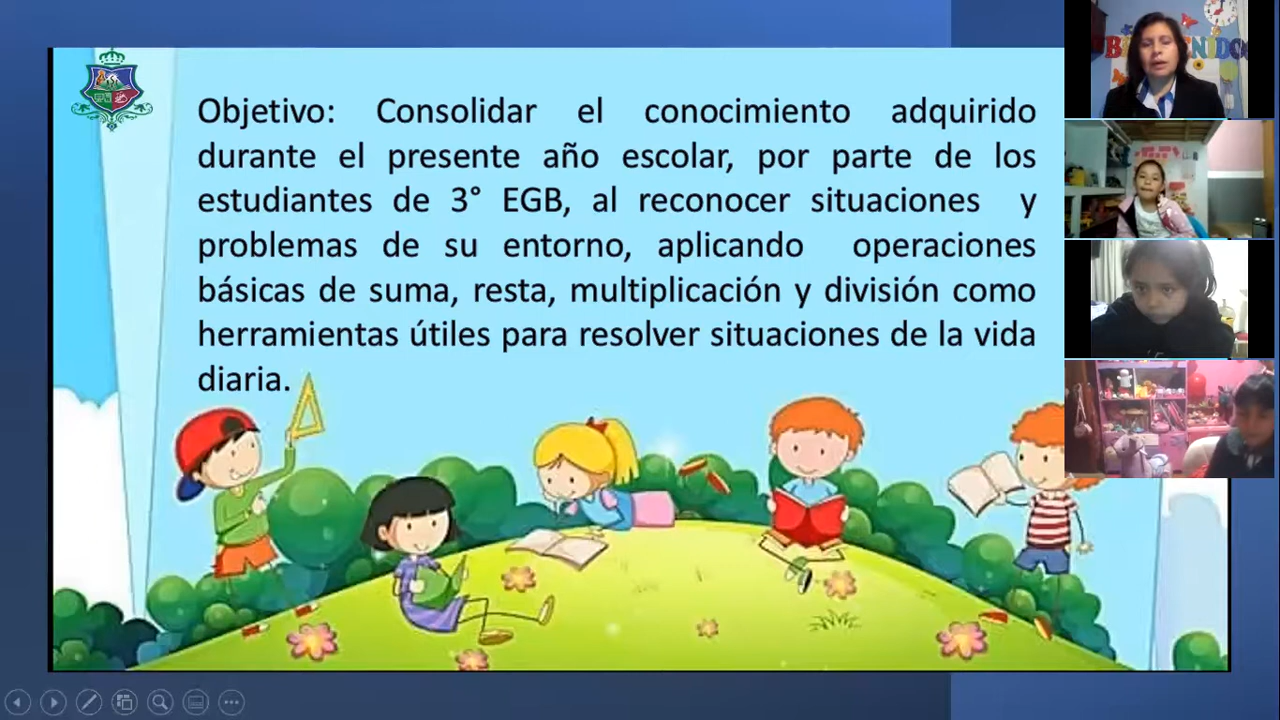 Objetivo: Consolidar el conocimiento adquirido
durante el presente año escolar, por parte de los
estudiantes de 3° EGB, al reconocer situaciones y
problemas de su entorno, aplicando operaciones
básicas de suma, resta, multiplicación y división como
herramientas útiles para resolver situaciones de la vida
diaria.